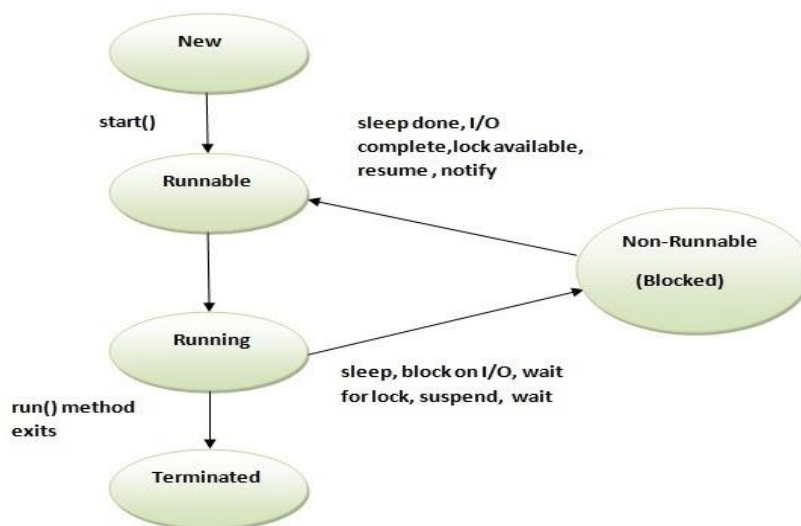 New
start()
sleep done, I/O
complete,lock available,
resume , notify
Runnable
Non-Runnable
(Blocked)
Running
sleep, block on I/O, wait
for lock, suspend, wait
run() method
exits
Terminated